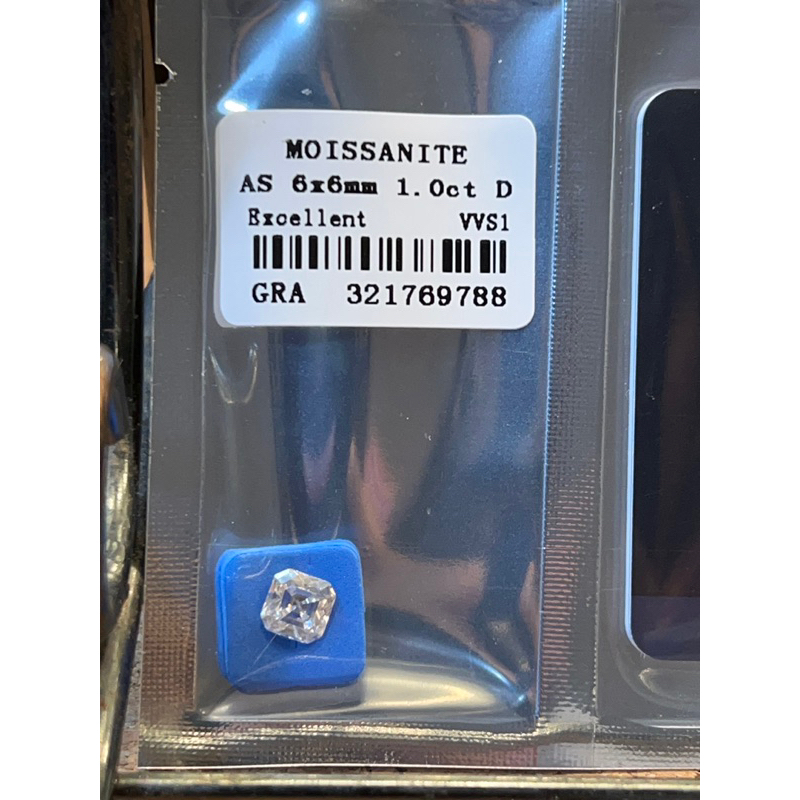 MOISSANITE
AS 6x6mm 1.0ct D
Excellent VVS1
GRA 321769788